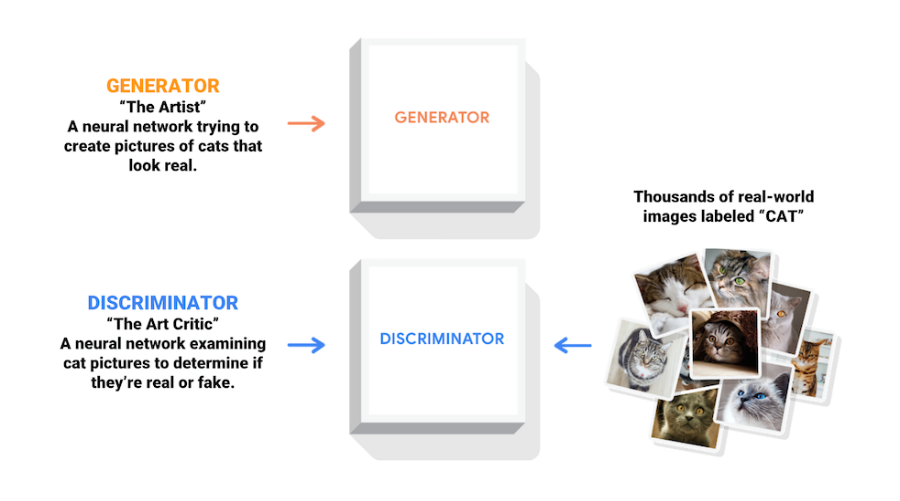 GENERATOR
“The Artist”
A neural network trying to
create pictures of cats that
look real.
GENERATOR
Thousands of real-world
images labeled “CAT”
DISCRIMINATOR
“The Art Critic”
A neural network examining
cat pictures to determine if
they’re real or fake.
DISCRIMINATOR